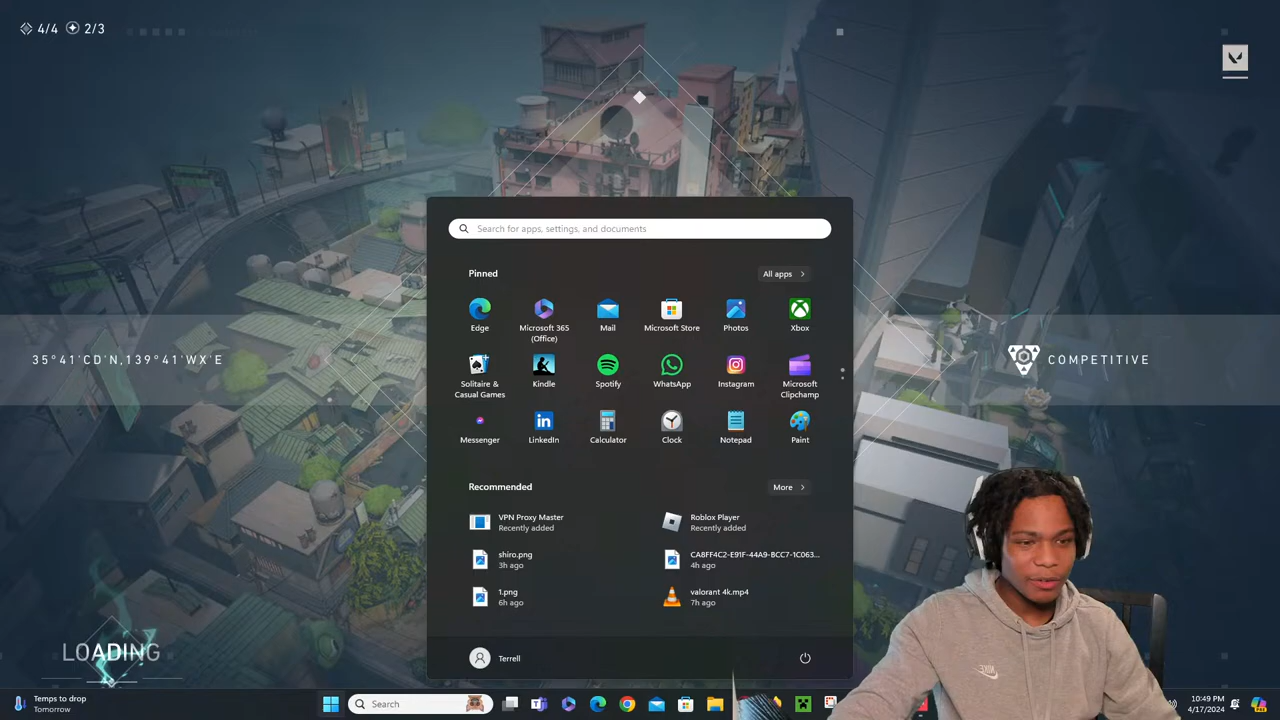 4/4 2/3
Search for apps, settings, and documents
Pinned
All apps
Edge
Microsoft 365
(Office)
Mail
Microsoft Store
Photos
Xbox
Solitaire &
Casual Games
Kindle
Spotify
WhatsApp
Instagram
Microsoft
Clipchamp
Messenger
LinkedIn
Calculator
Clock
Notepad
Paint
35°41'CD'N,139°41'WX'E
COMPETITIVE
Recommended
More
VPN Proxy Master
Recently added
Roblox Player
Recently added
shiro.png
3h ago
CA8FF4C2-E91F-44A9-BCC7-1C063...
4h ago
1.png
6h ago
valorant 4k.mp4
7h ago
LOADING
Terrell
Temps to drop
Tomorrow
Search
10:49 PM
4/17/2024